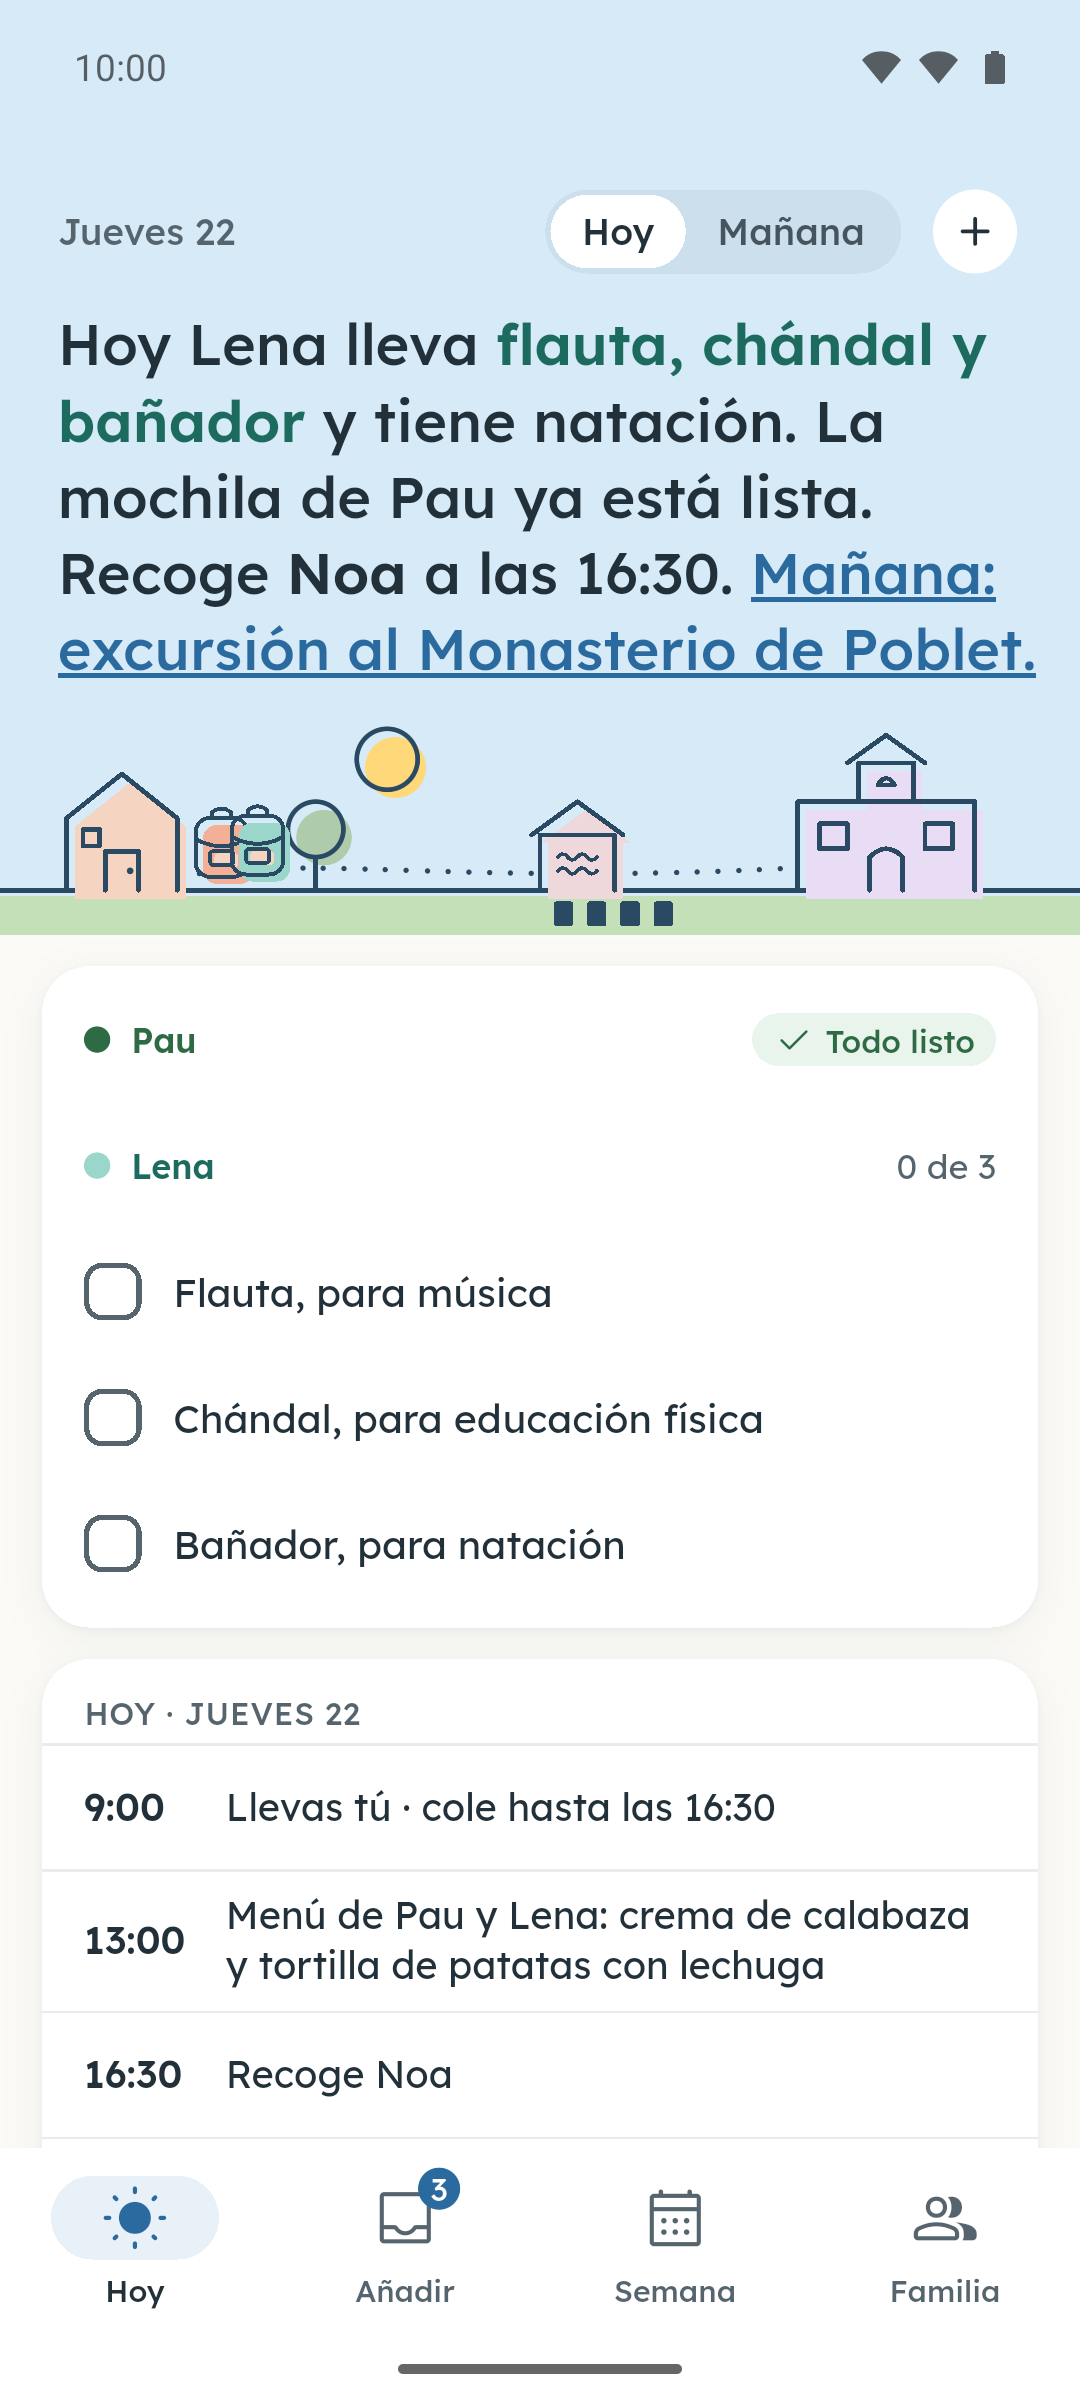 10:00
Jueves 22
Hoy
Mañana
Hoy Lena lleva flauta, chándal y
bañador y tiene natación. La
mochila de Pau ya está lista.
Recoge Noa a las 16:30. Mañana:
excursión al Monasterio de Poblet.
Pau
Todo listo
Lena
0 de 3
Flauta, para música
Chándal, para educación física
Bañador, para natación
HOY · JUEVES 22
9:00
Llevas tú · cole hasta las 16:30
13:00
Menú de Pau y Lena: crema de calabaza
y tortilla de patatas con lechuga
16:30
Recoge Noa
3
Hoy
Añadir
Semana
Familia